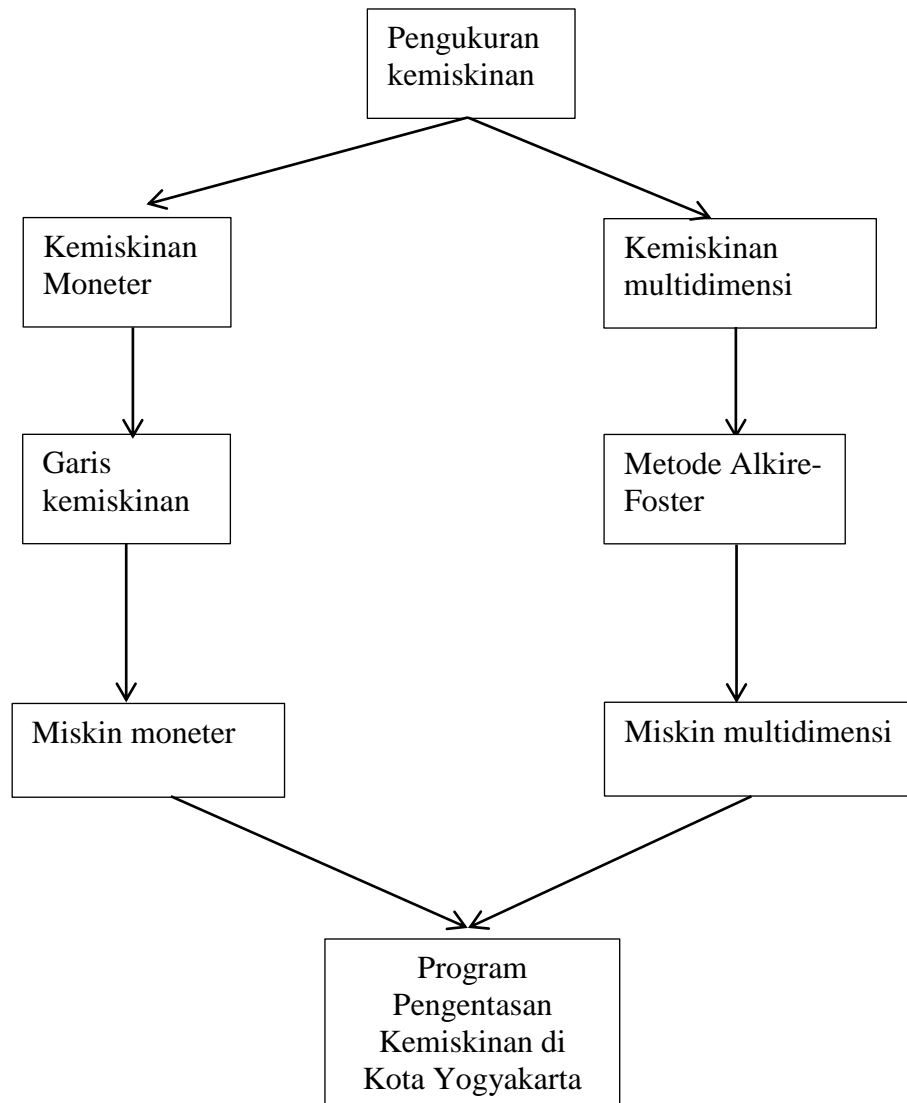 Pengukuran
kemiskinan
Kemiskinan
Moneter
Kemiskinan
multidimensi
Garis
kemiskinan
Metode Alkire-
Foster
Miskin moneter
Miskin multidimensi
Program
Pengentasan
Kemiskinan di
Kota Yogyakarta